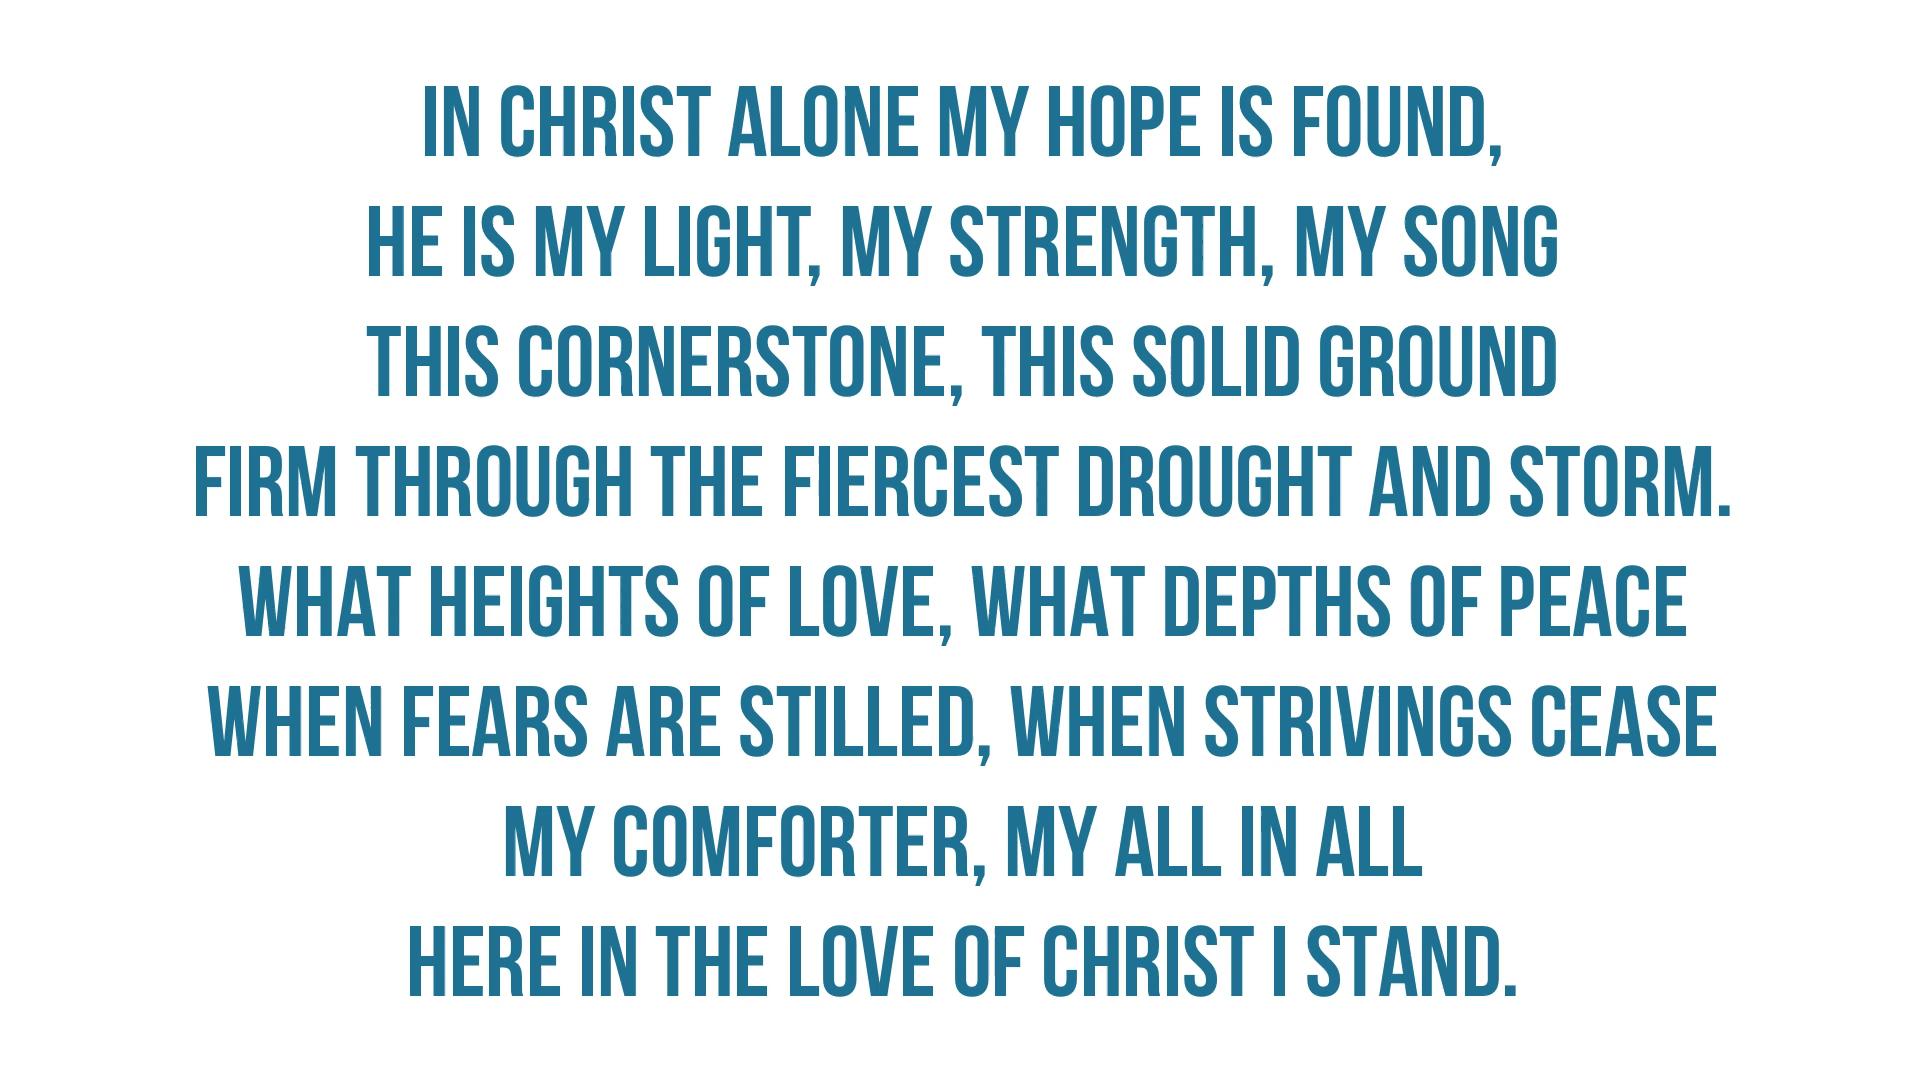 IN CHRIST ALONE MY HOPE IS FOUND,
HE IS MY LIGHT, MY STRENGTH, MY SONG
THIS CORNERSTONE, THIS SOLID GROUND
FIRM THROUGH THE FIERCEST DROUGHT AND STORM.
WHAT HEIGHTS OF LOVE, WHAT DEPTHS OF PEACE
WHEN FEARS ARE STILLED, WHEN STRIVINGS CEASE
MY COMFORTER, MY ALL IN ALL
HERE IN THE LOVE OF CHRIST I STAND.